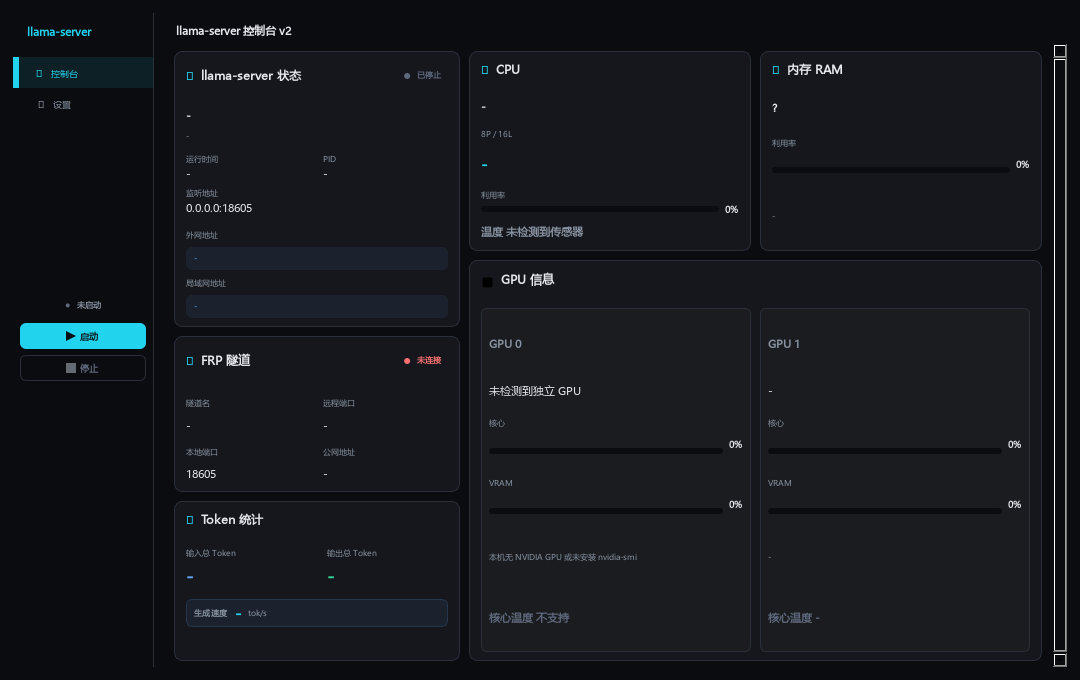 llama-server
控制台
设置
未启动
▶ 启动
■ 停止
llama-server 控制台 v2
llama-server 状态
已停止
-
-
运行时间
PID
-
-
监听地址
0.0.0.0:18605
外网地址
-
局域网地址
-
FRP 隧道
未连接
隧道名
远程端口
-
-
本地端口
公网地址
18605
-
Token 统计
输入总 Token
输出总 Token
-
-
生成速度 - tok/s
CPU
-
8P / 16L
-
利用率
0%
温度 未检测到传感器
内存 RAM
?
利用率
0%
-
GPU 信息
GPU 0
未检测到独立 GPU
核心
0%
VRAM
0%
本机无 NVIDIA GPU 或未安装 nvidia-smi
核心温度 不支持
GPU 1
-
核心
0%
VRAM
0%
-
核心温度 -